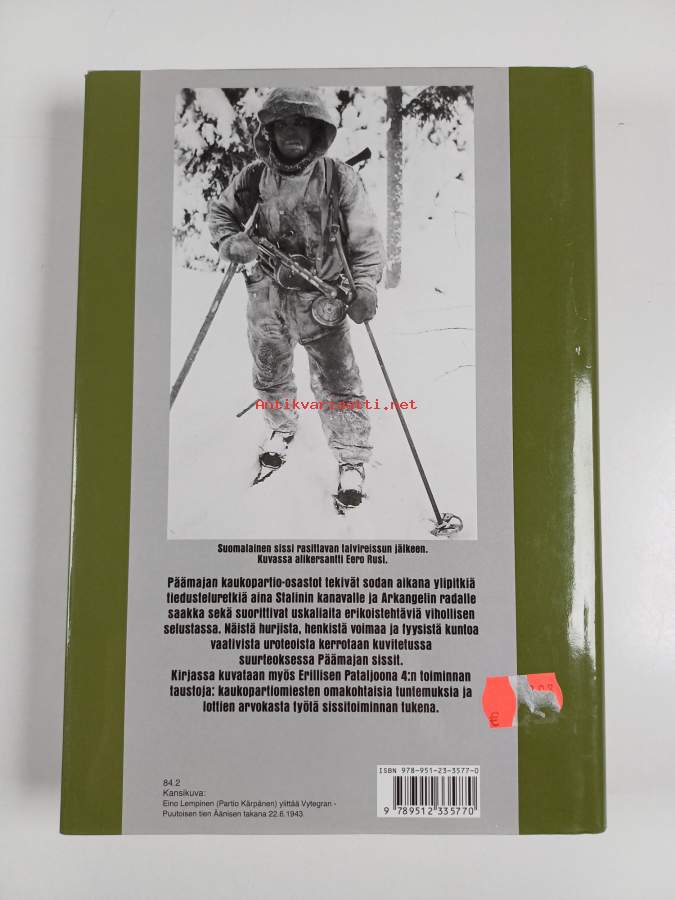 Antikvariaatti.net
Suomalainen sissi rasittavan talvireissun jälkeen.
Kuvassa alikersantti Eero Rusi.
Päämajan kaukopartio-osastot tekivät sodan aikana ylipitkiä
tiedusteluretkiä aina Stalinin kanavalle ja Arkangelin radalle
saakka sekä suorittivat uskaliaita erikoistehtäviä vihollisen
selustassa. Näistä hurjista, henkistä voimaa ja fyysistä kuntoa
vaativista uroteoista kerrotaan kuvitetussa
suurteoksessa Päämajan sissit.
Kirjassa kuvataan myös Erillisen Pataljoona 4:n toiminnan
taustoja: kaukopartiomiesten omakohtaisia tuntemuksia ja
lottien arvokasta työtä sissitoiminnan tukena.
84.2
Kansikuva:
Eino Lempinen (Partio Kärpänen) ylittää Vytegran -
Puutoisen tien Äänisen takana 22.6.1943.
ISBN 978-951-23-3577-0
9 789512 335770